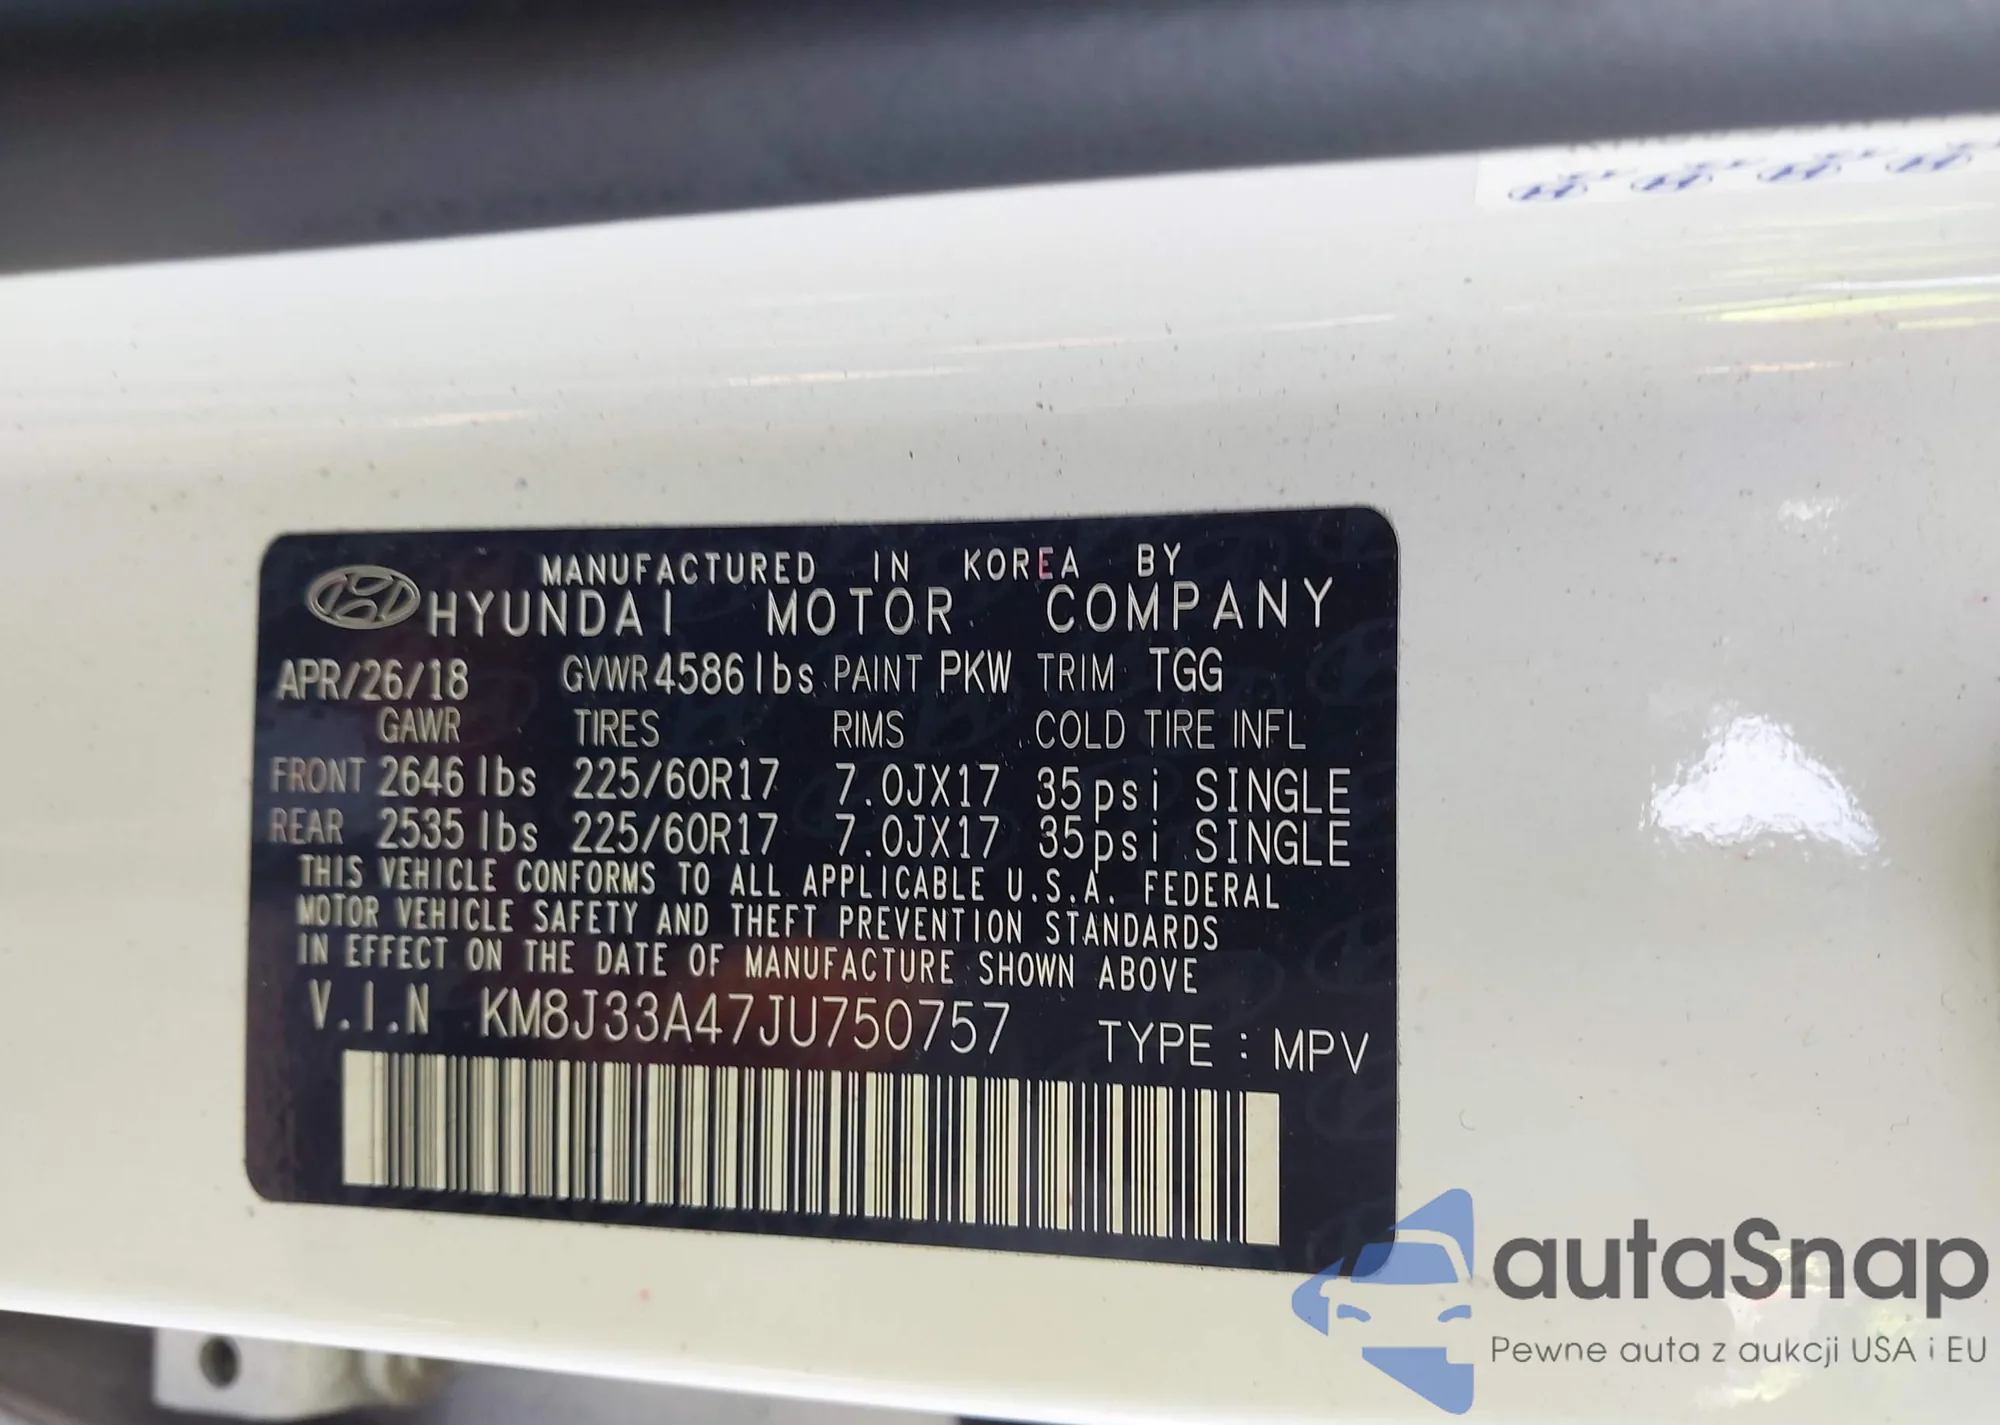 MANUFACTURED IN KOREA BY
HYUNDAI MOTOR COMPANY
APR/26/18 GVWR 4586 lbs PAINT PKW TRIM TGG
GAWR TIRES RIMS COLD TIRE INFL
FRONT 2646 lbs 225/60R17 7.0JX17 35psi SINGLE
REAR 2535 lbs 225/60R17 7.0JX17 35psi SINGLE
THIS VEHICLE CONFORMS TO ALL APPLICABLE U.S.A. FEDERAL
MOTOR VEHICLE SAFETY AND THEFT PREVENTION STANDARDS
IN EFFECT ON THE DATE OF MANUFACTURE SHOWN ABOVE
V.I.N KM8J33A47JU750757 TYPE : MPV
autaSnap
Pewne auta z aukcji USA i EU